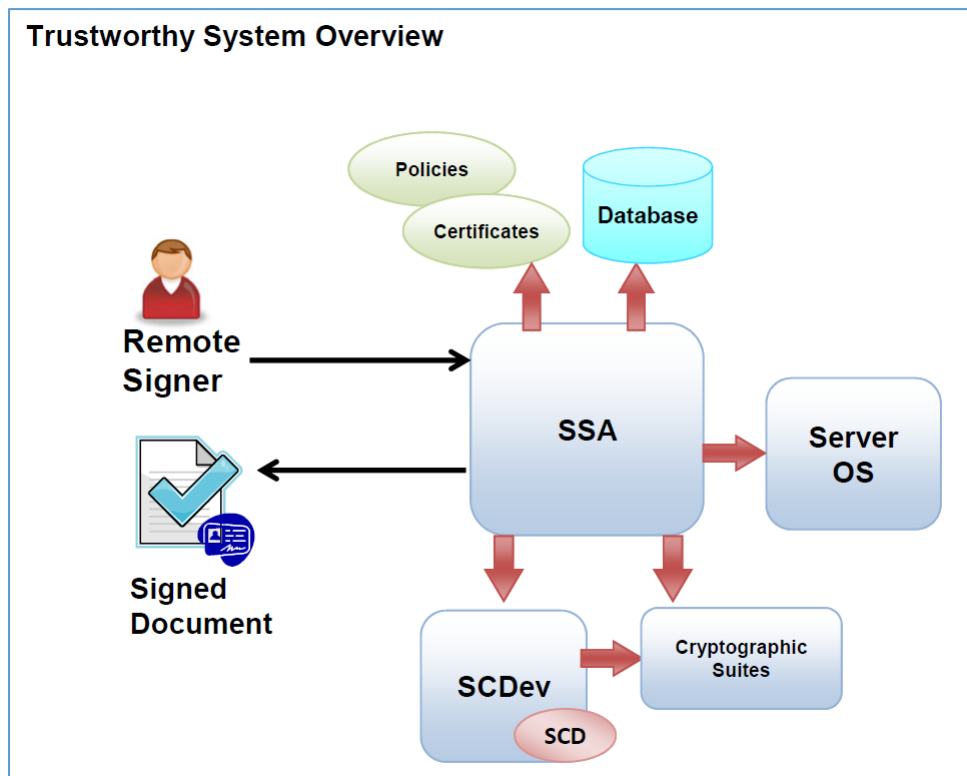 Trustworthy System Overview
Policies
Certificates
Database
Remote
Signer
SSA
Server
OS
Signed
Document
SCDev
SCD
Cryptographic
Suites